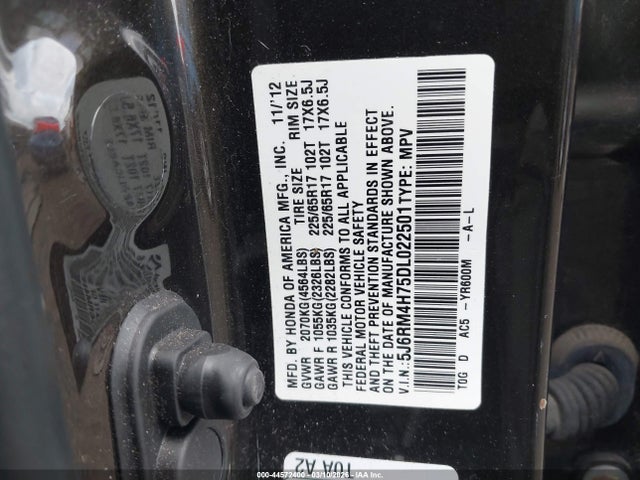 MFD. BY HONDA OF AMERICA MFG., INC. 11/'12
TIRE SIZE RIM SIZE
GVWR 2070KG(4564LBS)
GAWR F 1055KG(2326LBS) 225/65R17 102T 17X6.5J
GAWR R 1035KG(2282LBS) 225/65R17 102T 17X6.5J
THIS VEHICLE CONFORMS TO ALL APPLICABLE
FEDERAL MOTOR VEHICLE SAFETY
AND THEFT PREVENTION STANDARDS IN EFFECT
ON THE DATE OF MANUFACTURE SHOWN ABOVE.
V.I.N.:5J6RM4H75DL022501 TYPE: MPV
T0G D AC5 -YR600M -A-L
T0A A2
000-44572400 - 03/10/2026 - IAA Inc.